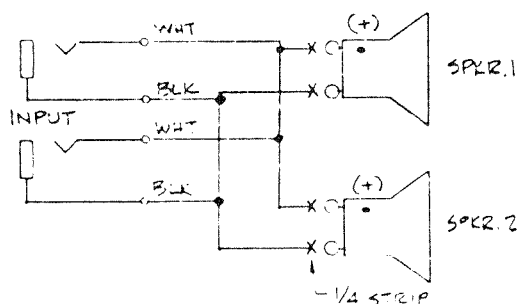 WHT
(+)
SPKR.1
BLK
INPUT
WHT
(+)
BLK
SPKR.2
1/4 STRIP